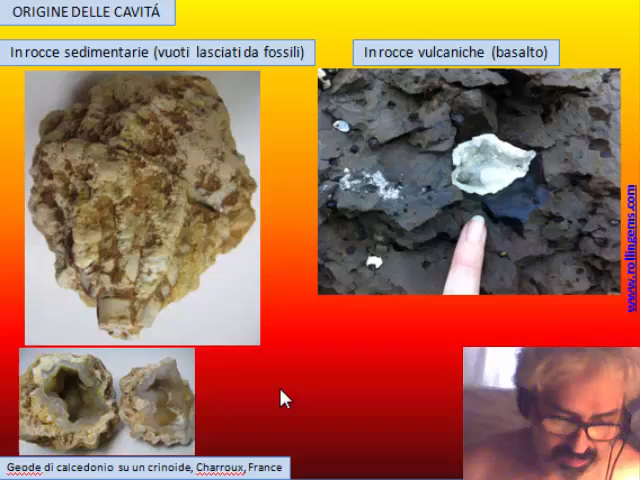 ORIGINE DELLE CAVITÁ
In rocce sedimentarie (vuoti lasciati da fossili)
In rocce vulcaniche (basalto)
www.rollingems.com
Geode di calcedonio su un crinoide, Charroux, France